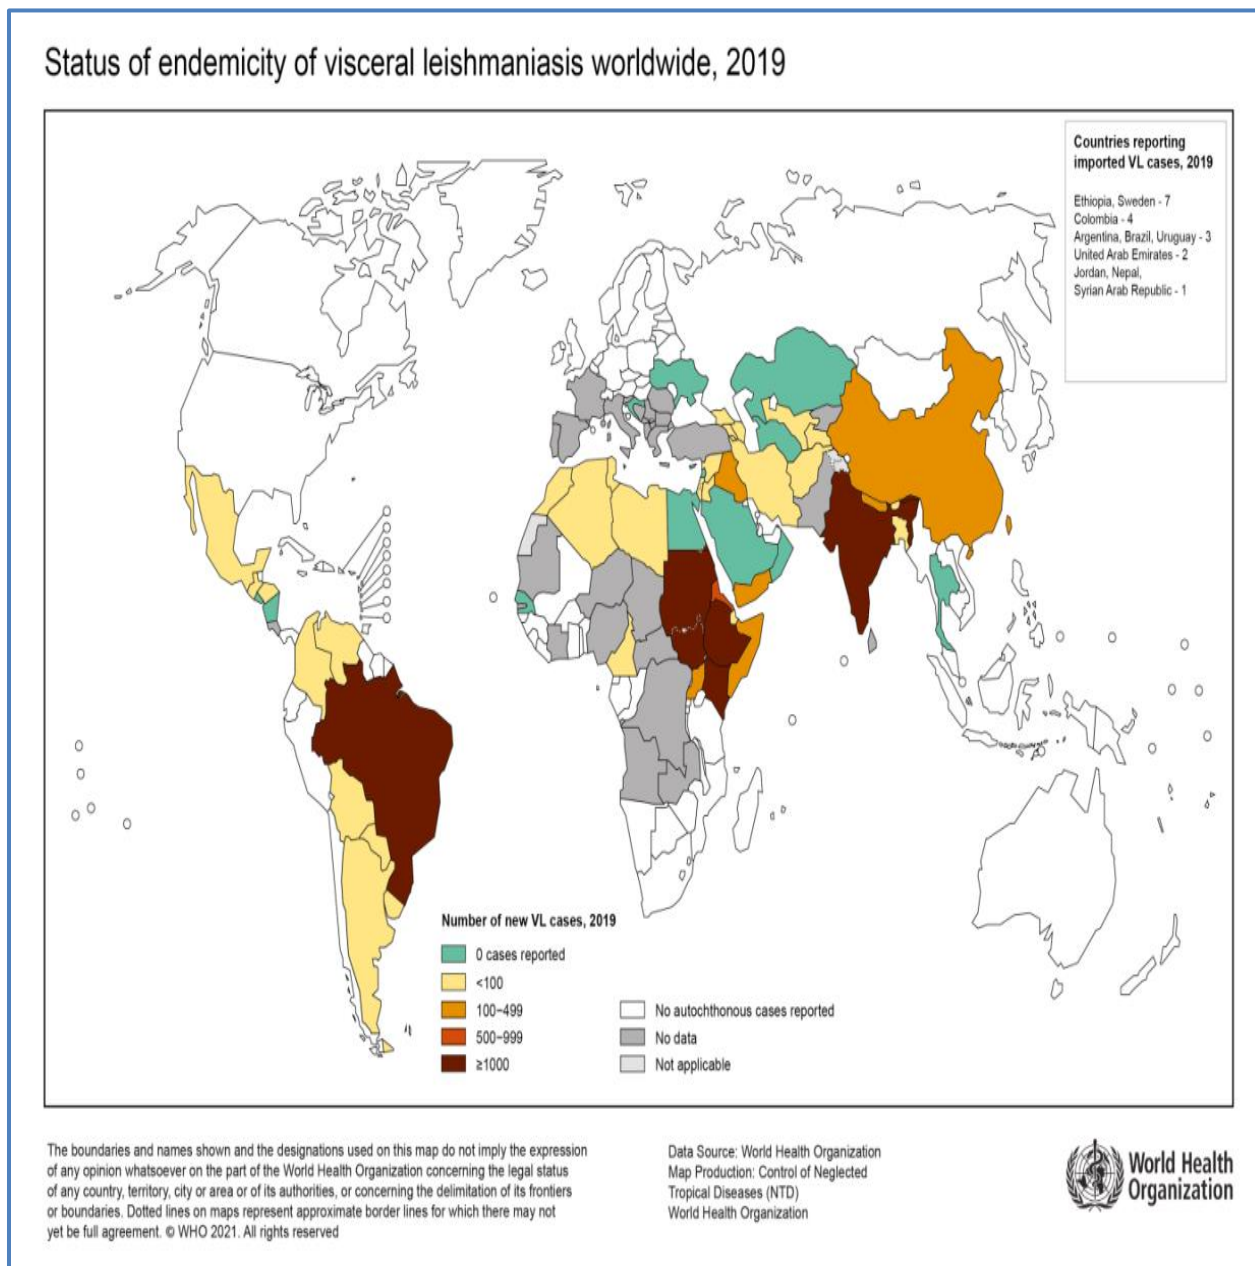 Status of endemicity of visceral leishmaniasis worldwide, 2019
Countries reporting
imported VL cases, 2019
Ethiopia, Sweden - 7
Colombia - 4
Argentina, Brazil, Uruguay - 3
United Arab Emirates - 2
Jordan, Nepal,
Syrian Arab Republic - 1
Number of new VL cases, 2019
0 cases reported
<100
100–499
500–999
≥1000
No autochthonous cases reported
No data
Not applicable
The boundaries and names shown and the designations used on this map do not imply the expression
of any opinion whatsoever on the part of the World Health Organization concerning the legal status
of any country, territory, city or area or of its authorities, or concerning the delimitation of its frontiers
or boundaries. Dotted lines on maps represent approximate border lines for which there may not
yet be full agreement. © WHO 2021. All rights reserved
Data Source: World Health Organization
Map Production: Control of Neglected
Tropical Diseases (NTD)
World Health Organization
World Health
Organization